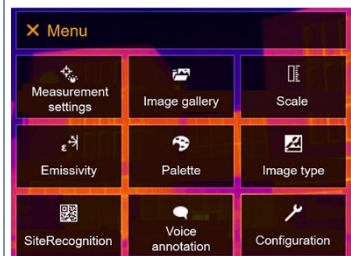 ✕ Menu
Measurement
settings
Image gallery
Scale
ε
Emissivity
Palette
Image type
SiteRecognition
Voice
annotation
Configuration